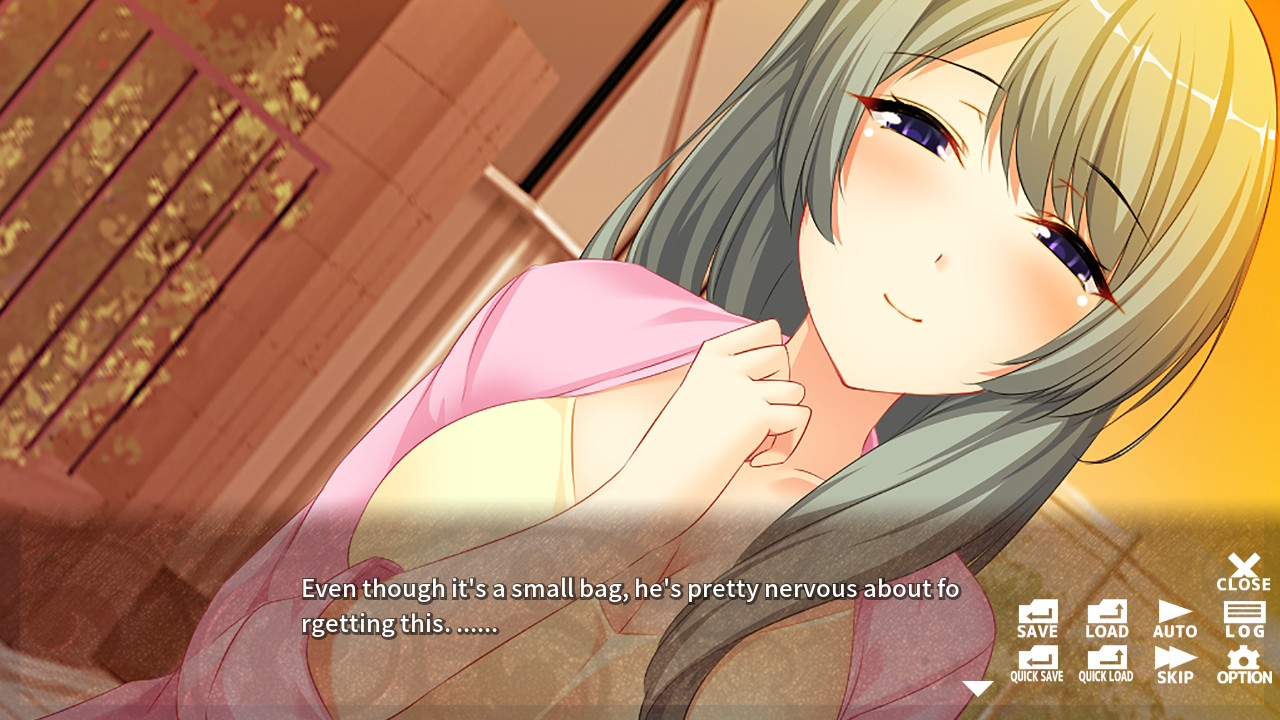 Even though it's a small bag, he's pretty nervous about fo
rgetting this. ......
CLOSE
SAVE
LOAD
AUTO
LOG
QUICK SAVE
QUICK LOAD
SKIP
OPTION